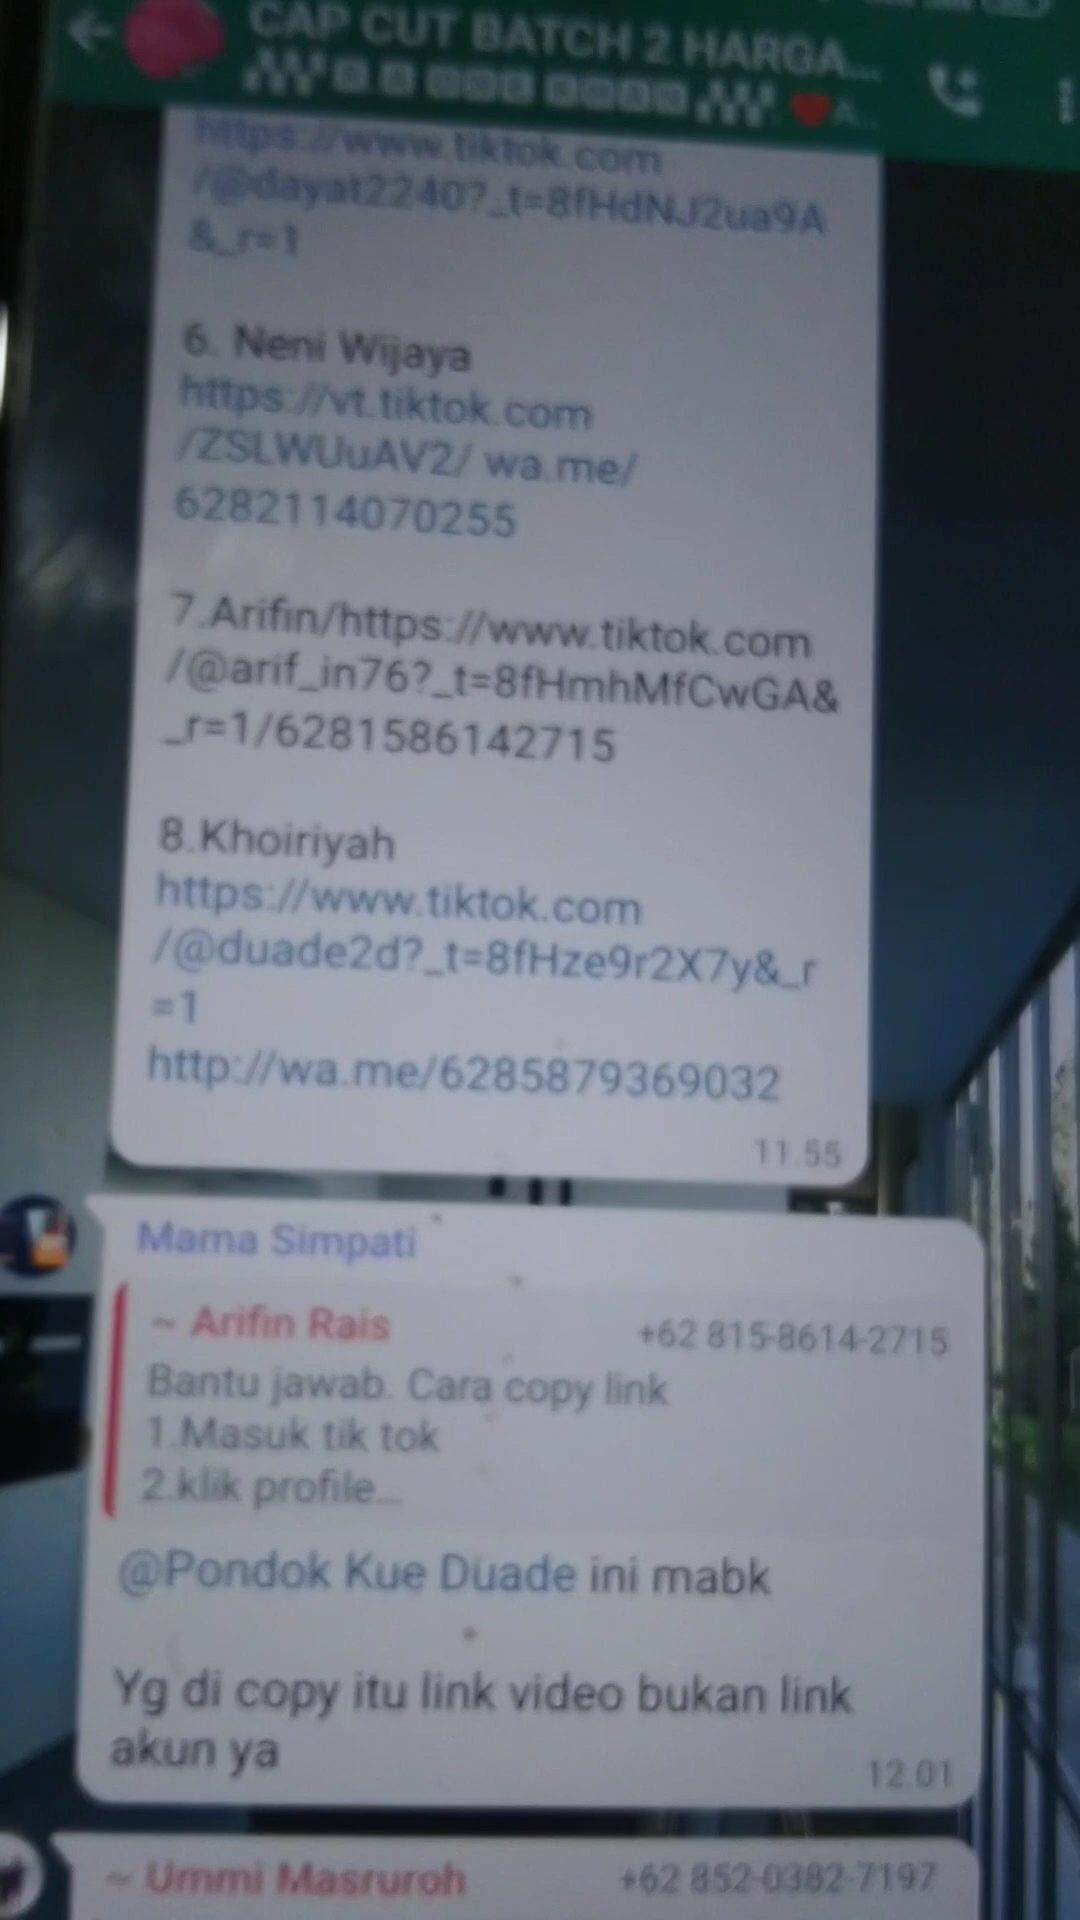 CAP CUT BATCH 2 HARGA...
https://www.tiktok.com
/@dayat2240?_t=8fHdNJ2ua9A
&_r=1
6. Neni Wijaya
https://vt.tiktok.com
/ZSLWUuAV2/ wa.me/
6282114070255
7.Arifin/https://www.tiktok.com
/@arif_in76?_t=8fHmhMfCwGA&
_r=1/6281586142715
8.Khoiriyah
https://www.tiktok.com
/@duade2d?_t=8fHze9r2X7y&_r
=1
http://wa.me/6285879369032
11.55
Mama Simpati
~ Arifin Rais +62 815-8614-2715
Bantu jawab. Cara copy link
1.Masuk tik tok
2.klik profile...
@Pondok Kue Duade ini mabk
Yg di copy itu link video bukan link
akun ya
12.01
~ Ummi Masruroh +62 852-0382-7197